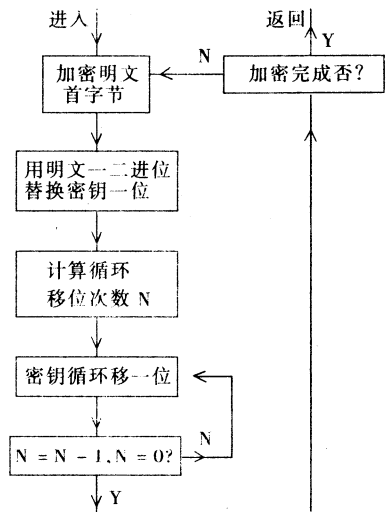 进入
返回
Y
N
加密明文
首字节
加密完成否?
用明文一二进位
替换密钥一位
计算循环
移位次数 N
密钥循环移一位
N
N = N - 1, N = 0?
Y